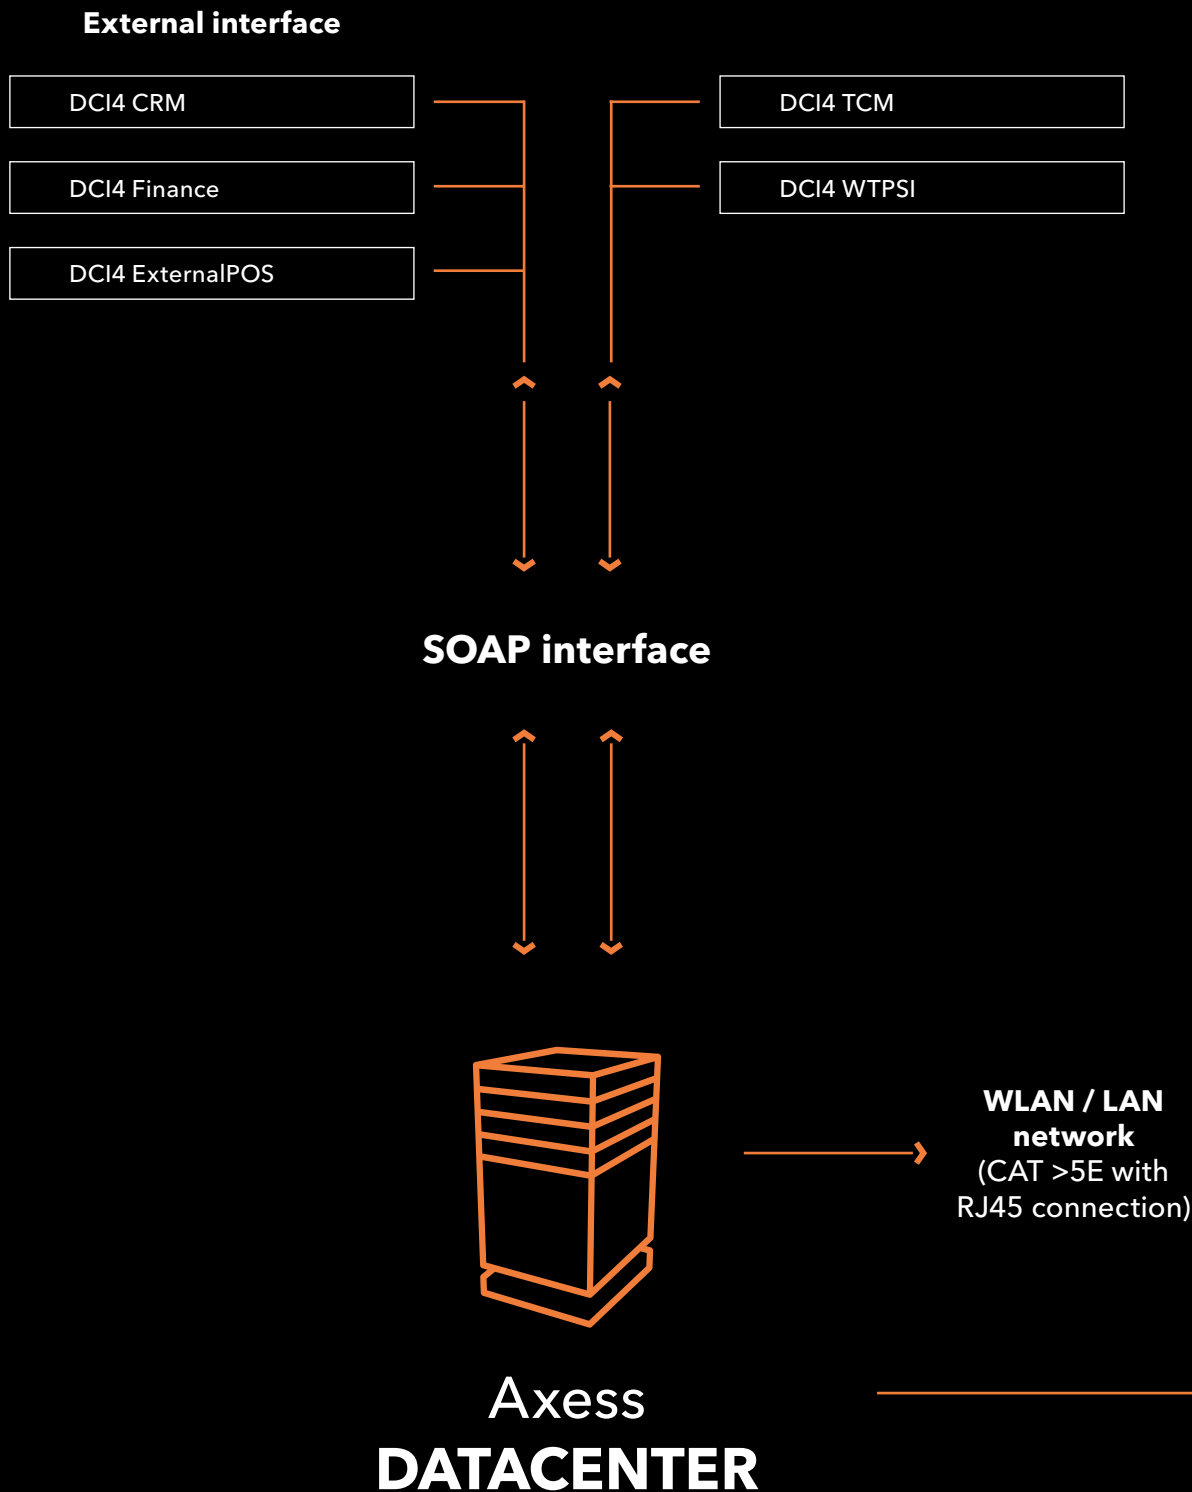 External interface
DCI4 CRM
DCI4 TCM
DCI4 Finance
DCI4 WTPSI
DCI4 ExternalPOS
SOAP interface
WLAN / LAN
network
(CAT >5E with
RJ45 connection)
Axess
DATACENTER